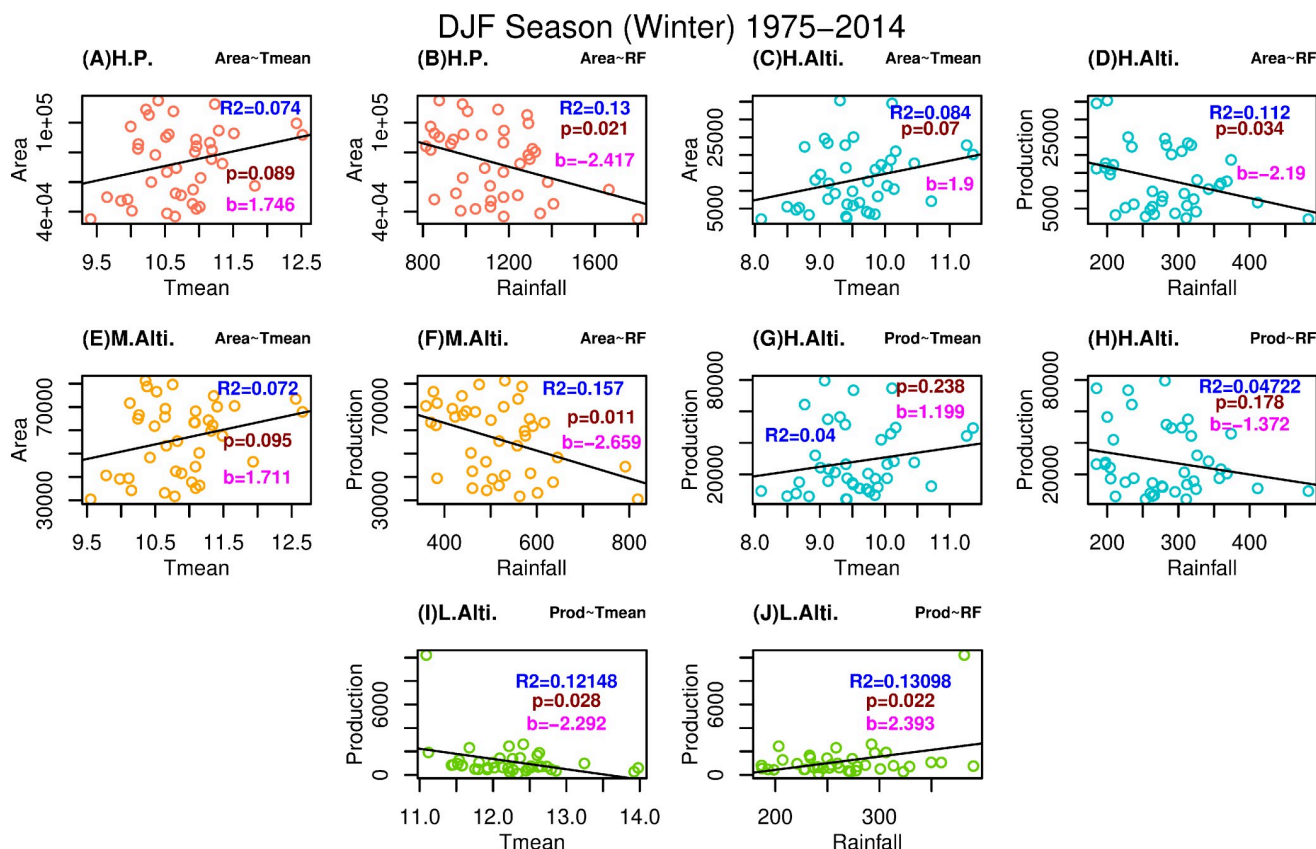 DJF Season (Winter) 1975−2014
(A)H.P. Area~Tmean
R2=0.074
p=0.089
b=1.746
Area
4e+04 1e+05
9.5 10.5 11.5 12.5
Tmean
(B)H.P. Area~RF
R2=0.13
p=0.021
b=−2.417
Area
4e+04 1e+05
800 1200 1600
Rainfall
(C)H.Alti. Area~Tmean
R2=0.084
p=0.07
b=1.9
Area
5000 25000
8.0 9.0 10.0 11.0
Tmean
(D)H.Alti. Area~RF
R2=0.112
p=0.034
b=−2.19
Production
5000 25000
200 300 400
Rainfall
(E)M.Alti. Area~Tmean
R2=0.072
p=0.095
b=1.711
Area
30000 70000
9.5 10.5 11.5 12.5
Tmean
(F)M.Alti. Area~RF
R2=0.157
p=0.011
b=−2.659
Production
30000 70000
400 600 800
Rainfall
(G)H.Alti. Prod~Tmean
p=0.238
b=1.199
R2=0.04
Production
20000 80000
8.0 9.0 10.0 11.0
Tmean
(H)H.Alti. Prod~RF
R2=0.04722
p=0.178
b=−1.372
Production
20000 80000
200 300 400
Rainfall
(I)L.Alti. Prod~Tmean
R2=0.12148
p=0.028
b=−2.292
Production
0 6000
11.0 12.0 13.0 14.0
Tmean
(J)L.Alti. Prod~RF
R2=0.13098
p=0.022
b=2.393
Production
0 6000
200 300
Rainfall